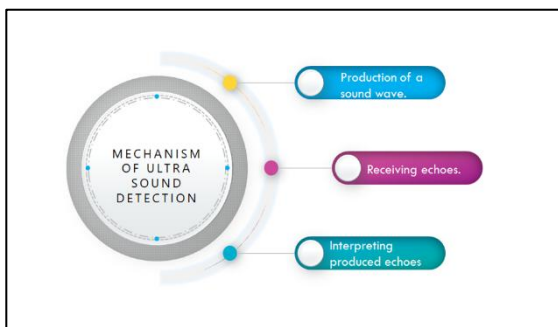 MECHANISM
OF ULTRA
SOUND
DETECTION
Production of a
sound wave.
Receiving echoes.
Interpreting
produced echoes